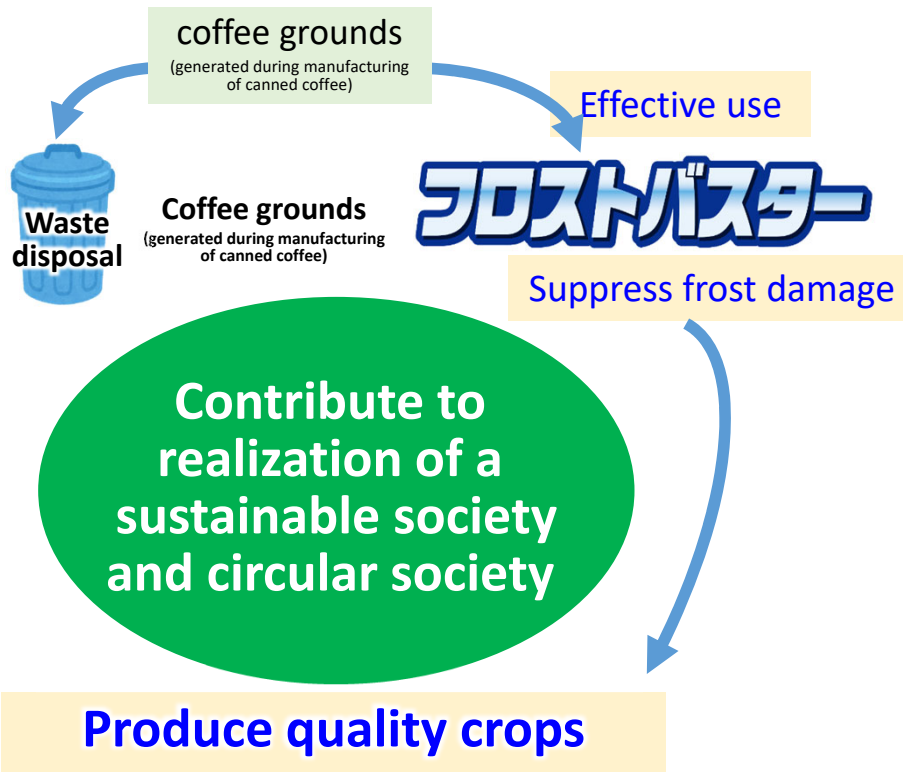 coffee grounds
(generated during manufacturing
of canned coffee)
Effective use
Waste
disposal
Coffee grounds
(generated during manufacturing
of canned coffee)
フロストバスター
Suppress frost damage
Contribute to
realization of a
sustainable society
and circular society
Produce quality crops